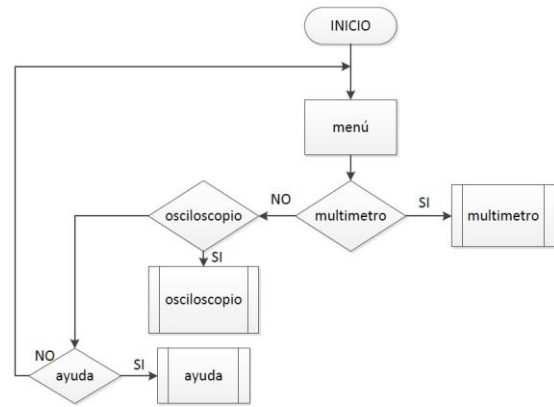 INICIO
menú
NO
SI
osciloscopio
multimetro
multimetro
SI
osciloscopio
NO
SI
ayuda
ayuda